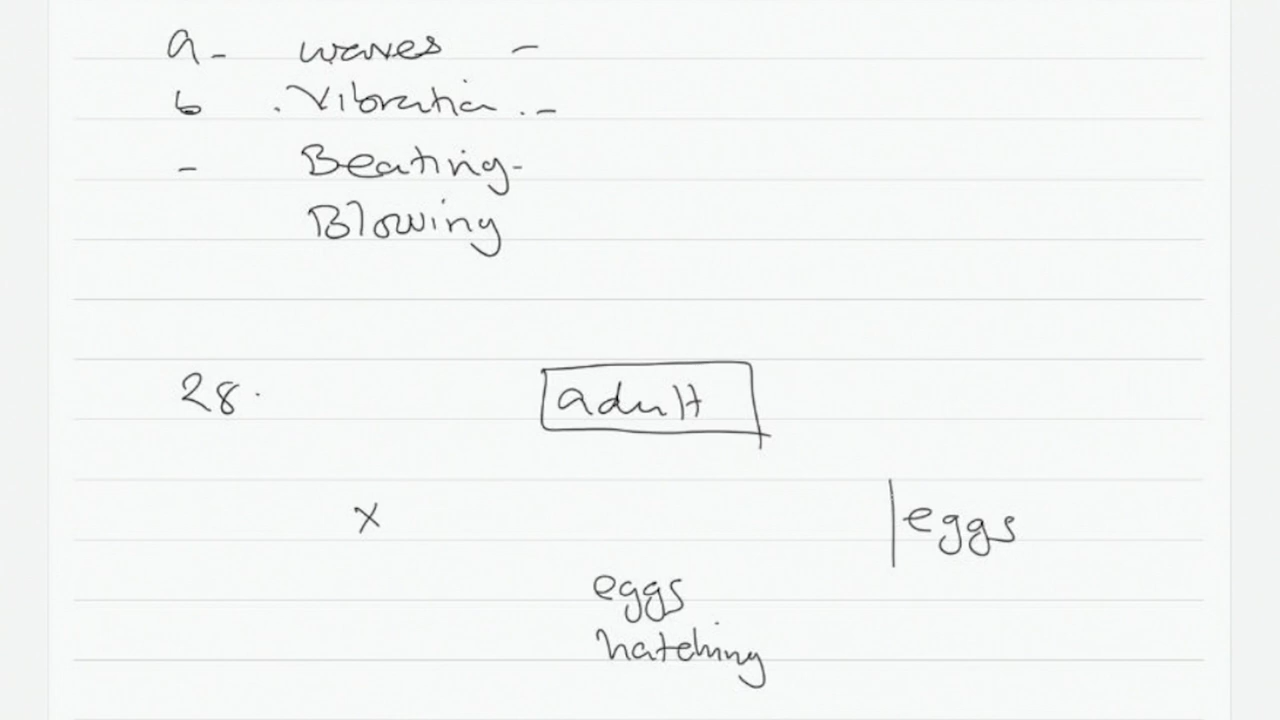 a- waves -
b . Vibration . -
- Beating-
Blowing
28.
adult
x
eggs
eggs
hatching